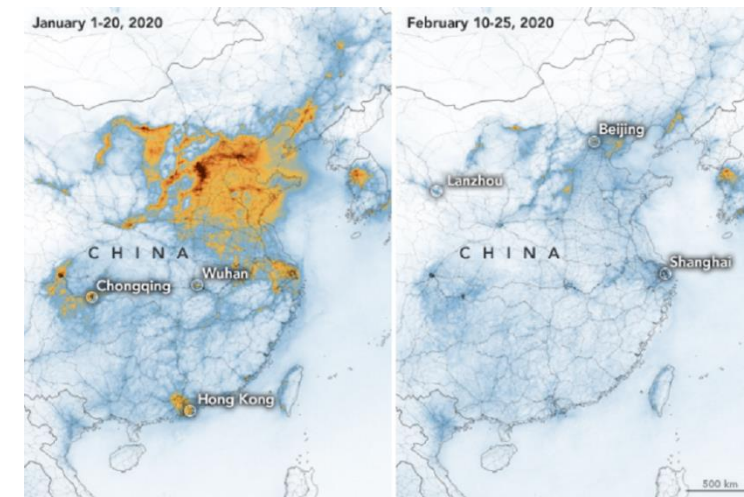 January 1-20, 2020
CHINA
Wuhan
Chongqing
Hong Kong
February 10-25, 2020
Beijing
Lanzhou
CHINA
Shanghai
500 km